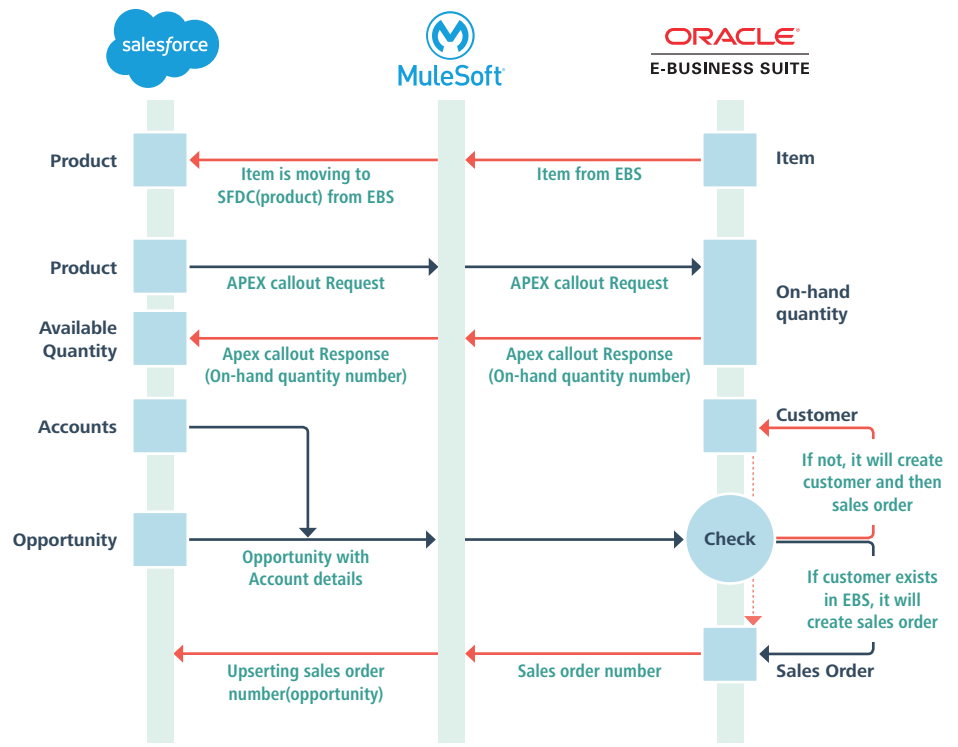 salesforce
MuleSoft
ORACLE
E-BUSINESS SUITE
Product
Item is moving to
SFDC(product) from EBS
Item from EBS
Item
Product
APEX callout Request
APEX callout Request
On-hand
quantity
Available
Quantity
Apex callout Response
(On-hand quantity number)
Apex callout Response
(On-hand quantity number)
Accounts
Customer
If not, it will create
customer and then
sales order
Opportunity
Opportunity with
Account details
Check
If customer exists
in EBS, it will
create sales order
Upserting sales order
number(opportunity)
Sales order number
Sales Order